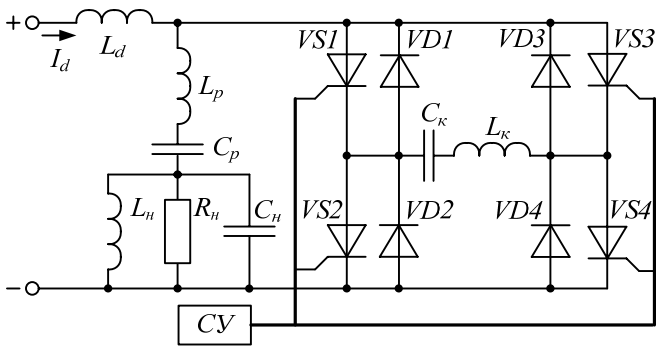 +
VS1 VD1 VD3 VS3
I_d L_d
L_p
C_к L_к
C_p
VS2 VD2 VD4 VS4
L_н R_н C_н
−
СУ